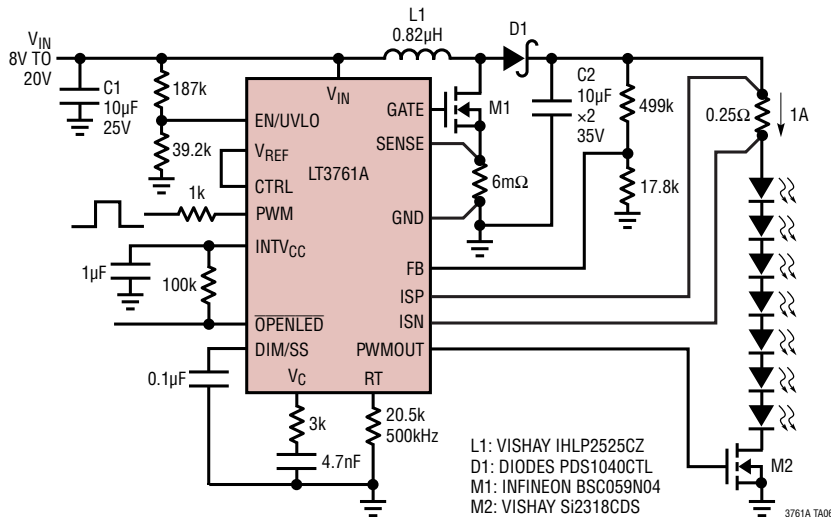 VIN
8V TO
20V
C1
10µF
25V
187k
39.2k
1k
1µF
100k
0.1µF
L1
0.82µH
D1
VIN
EN/UVLO
VREF
CTRL
PWM
INTVCC
OPENLED
DIM/SS
VC
RT
LT3761A
GATE
SENSE
GND
FB
ISP
ISN
PWMOUT
M1
6mΩ
C2
10µF
×2
35V
499k
17.8k
0.25Ω
1A
3k
4.7nF
20.5k
500kHz
M2
L1: VISHAY IHLP2525CZ
D1: DIODES PDS1040CTL
M1: INFINEON BSC059N04
M2: VISHAY Si2318CDS
3761A TA06